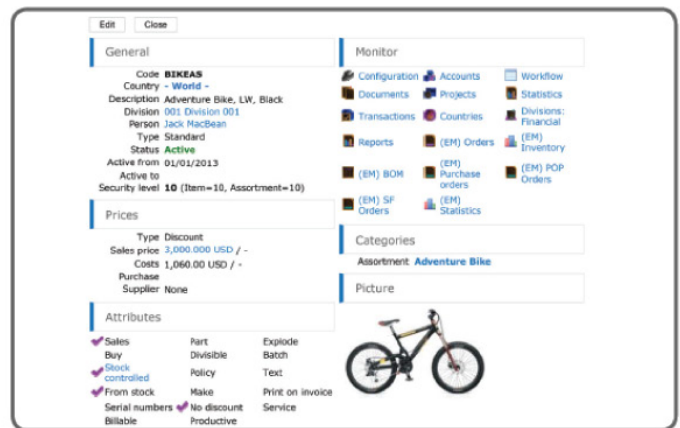 Edit Close
General
Code BIKEAS
Country - World -
Description Adventure Bike, LW, Black
Division 001 Division 001
Person Jack MacBean
Type Standard
Status Active
Active from 01/01/2013
Active to
Security level 10 (Item=10, Assortment=10)
Prices
Type Discount
Sales price 3,000.000 USD / -
Costs 1,060.00 USD / -
Purchase
Supplier None
Attributes
Sales Part Explode
Buy Divisible Batch
Stock controlled Policy Text
From stock Make Print on invoice
Serial numbers No discount Service
Billable Productive
Monitor
Configuration Accounts Workflow
Documents Projects Statistics
Transactions Countries Divisions: Financial
Reports (EM) Orders (EM) Inventory
(EM) BOM (EM) Purchase orders (EM) POP Orders
(EM) SF Orders (EM) Statistics
Categories
Assortment Adventure Bike
Picture